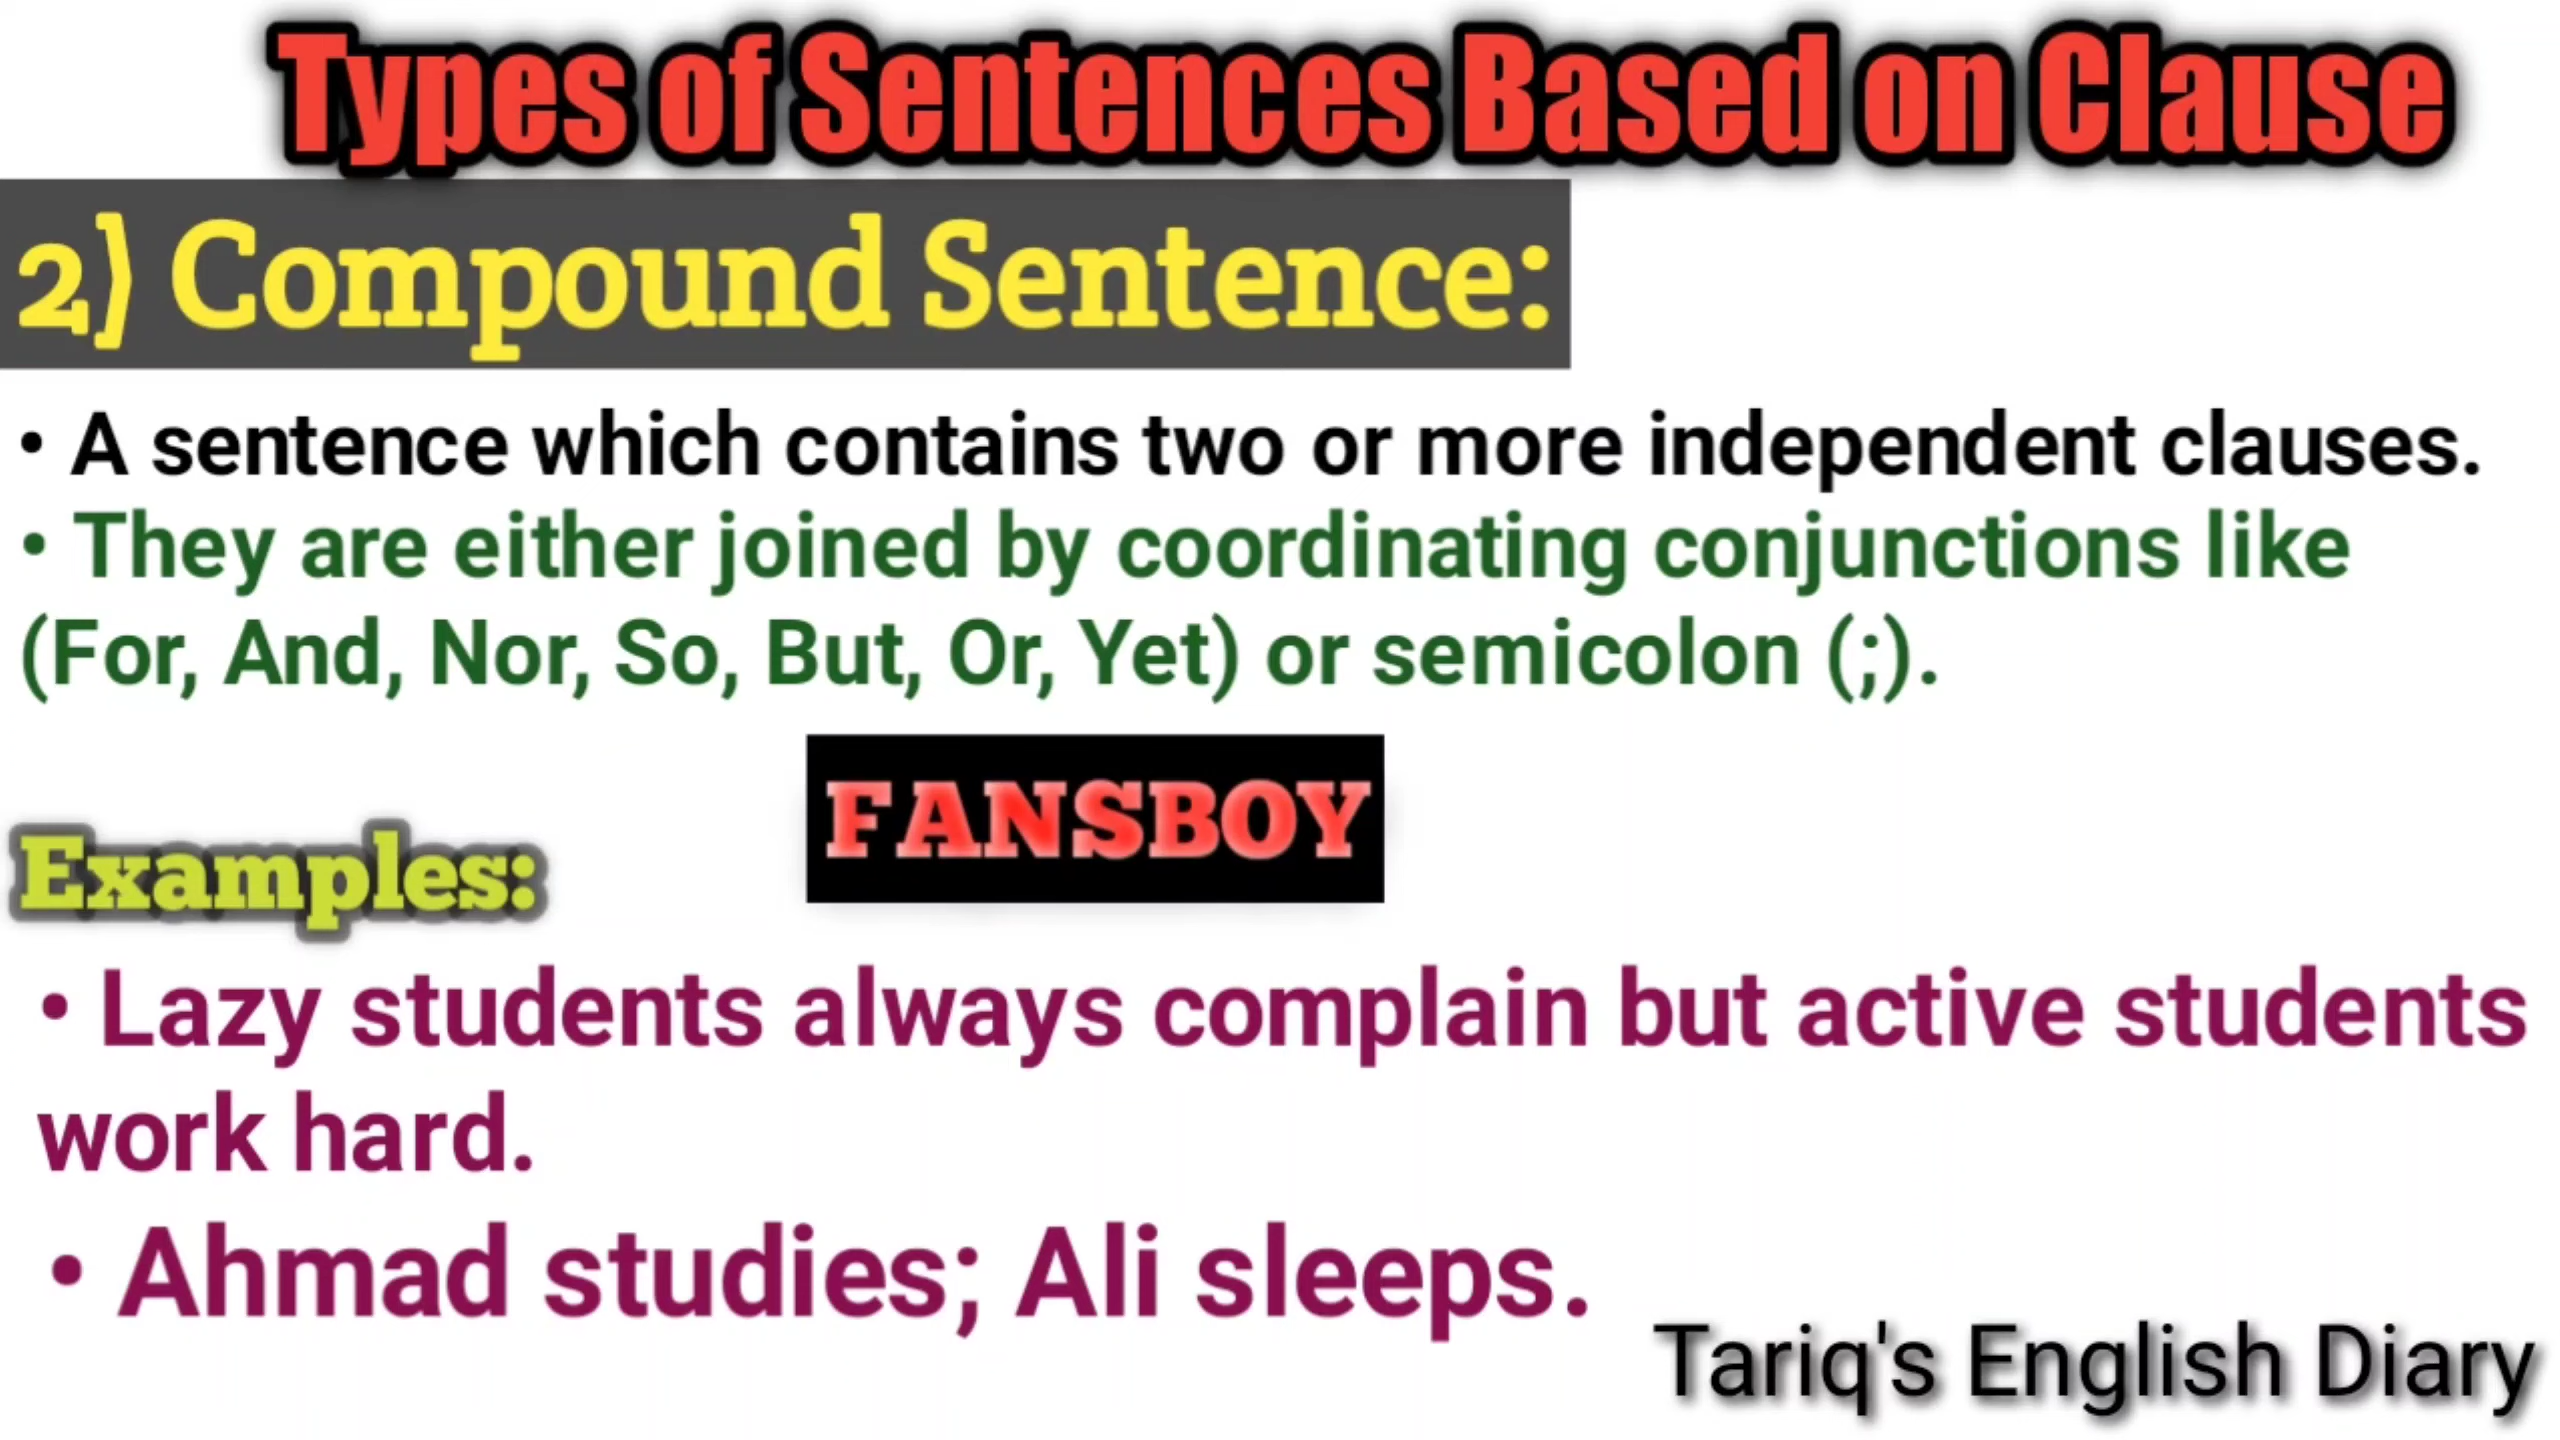 Types of Sentences Based on Clause
2) Compound Sentence:
• A sentence which contains two or more independent clauses.
• They are either joined by coordinating conjunctions like
(For, And, Nor, So, But, Or, Yet) or semicolon (;).
FANSBOY
Examples:
• Lazy students always complain but active students
work hard.
• Ahmad studies; Ali sleeps.
Tariq's English Diary